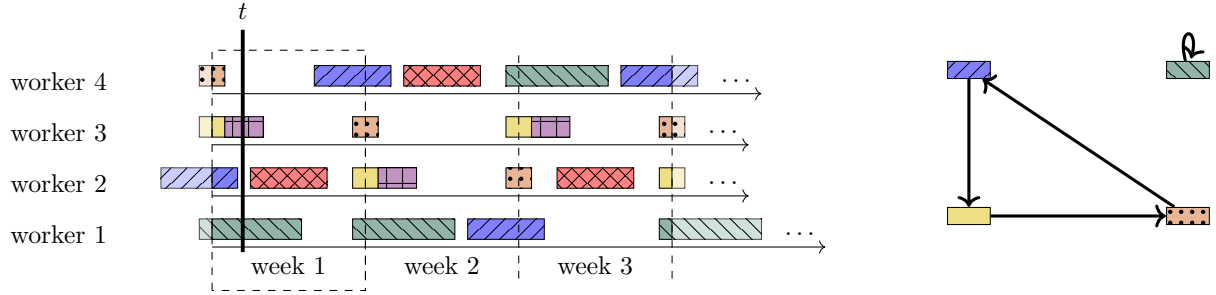 t
worker 4
...
worker 3
...
worker 2
...
worker 1
...
week 1 week 2 week 3